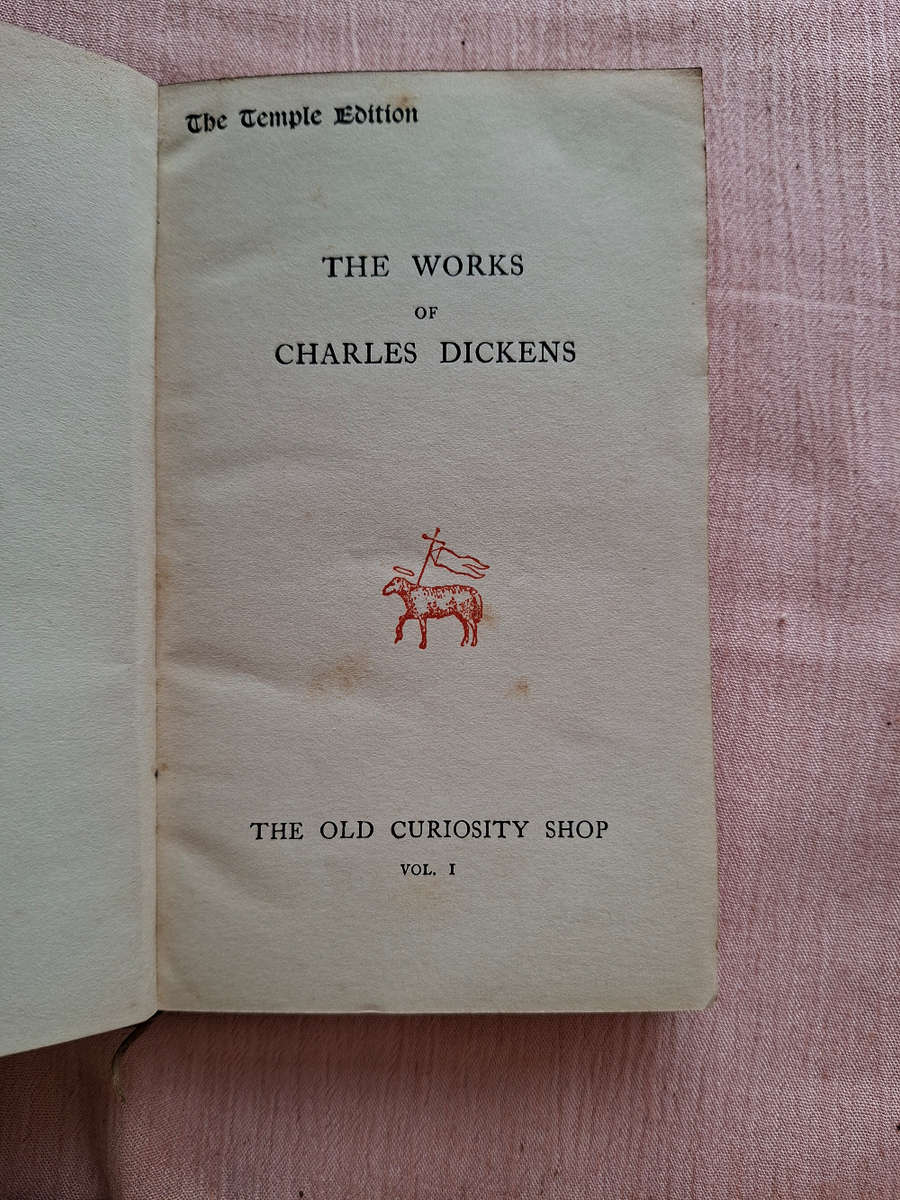 The Temple Edition
THE WORKS
OF
CHARLES DICKENS
THE OLD CURIOSITY SHOP
VOL. I